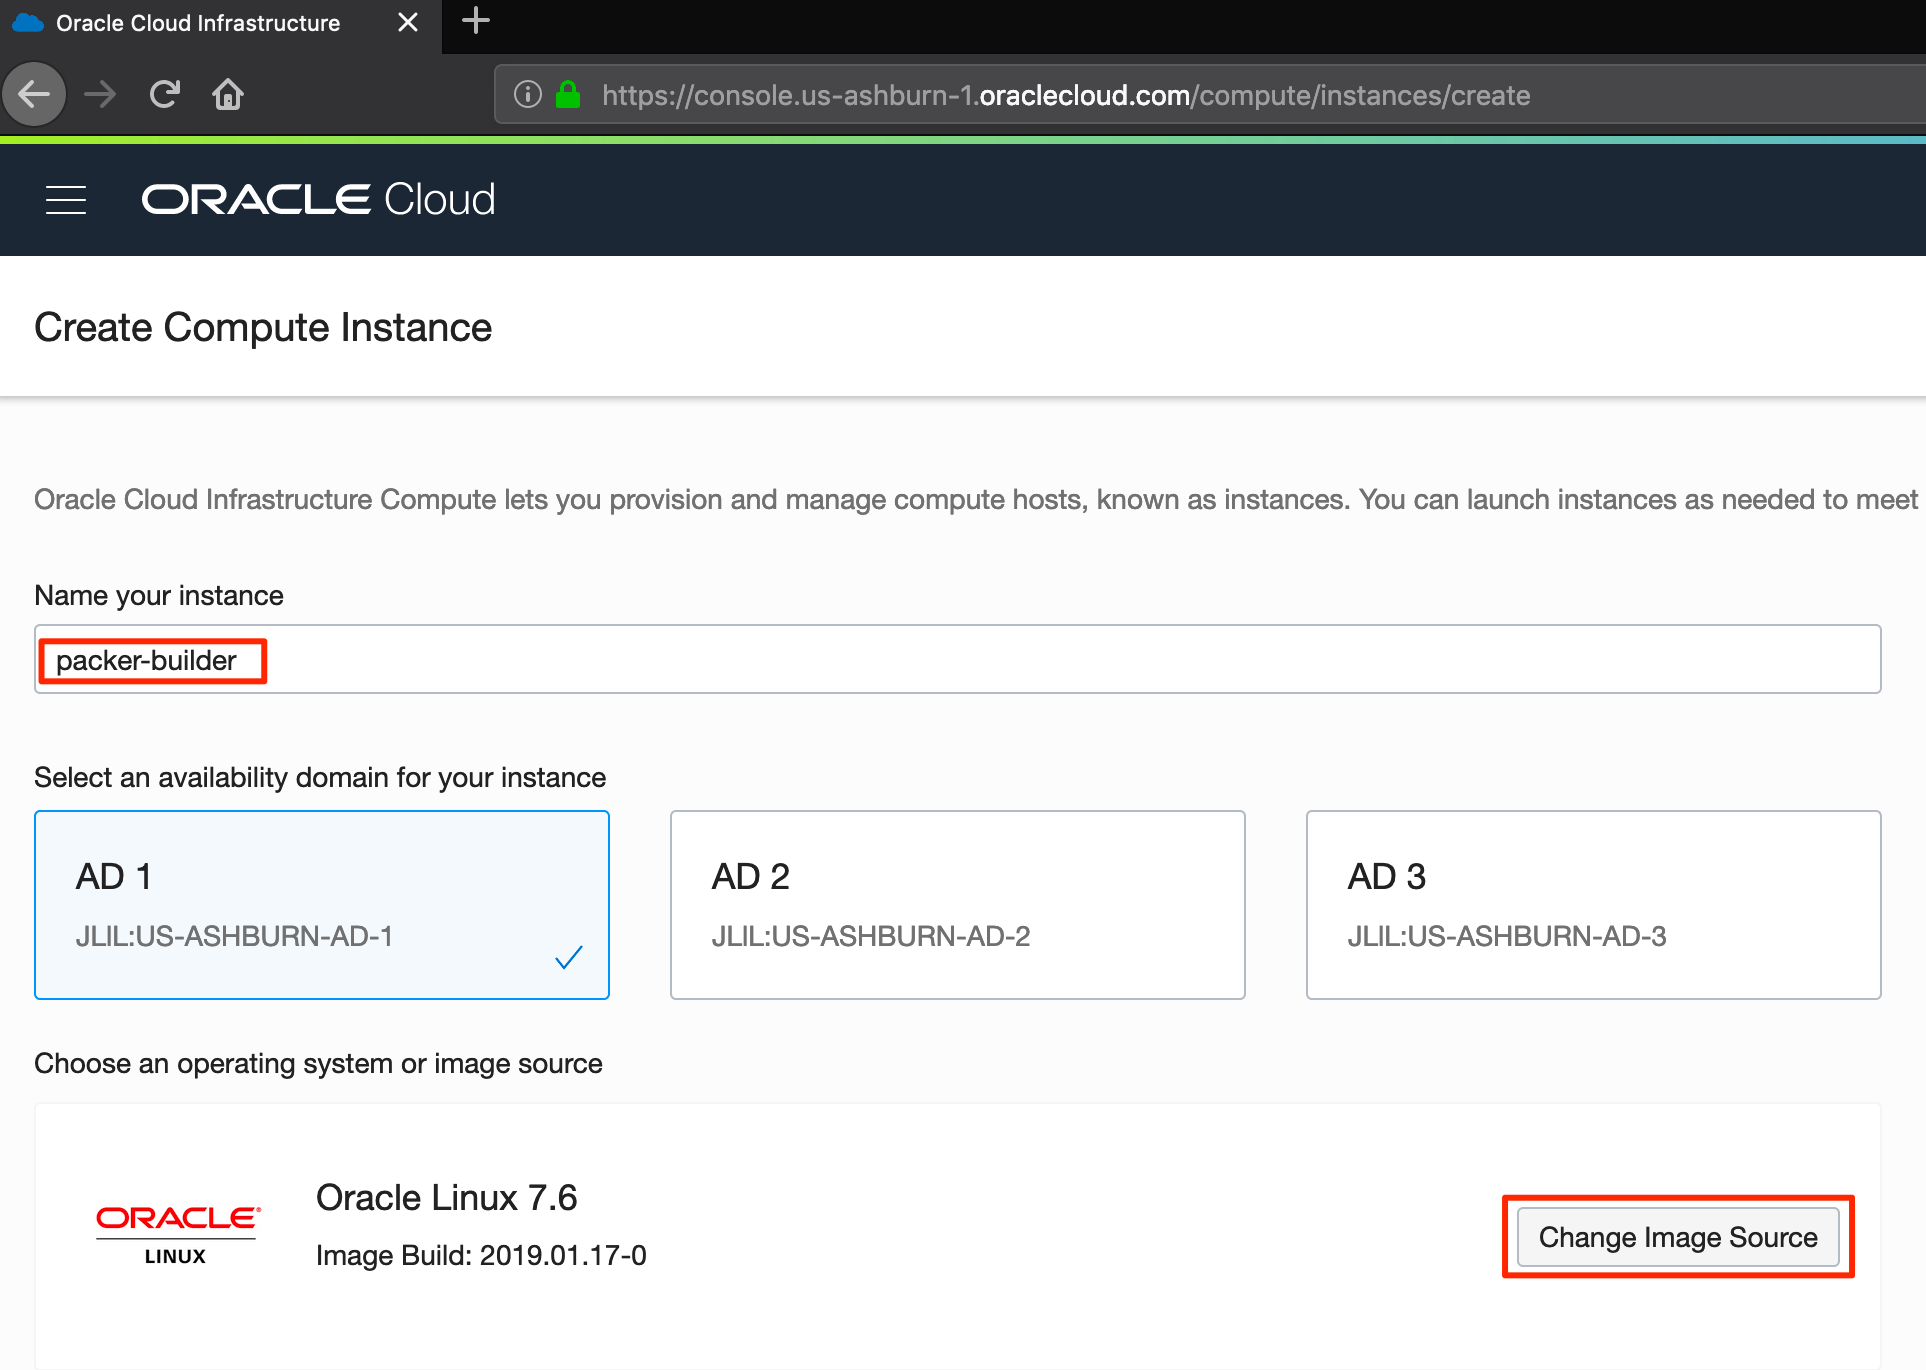 Oracle Cloud Infrastructure
https://console.us-ashburn-1.oraclecloud.com/compute/instances/create
ORACLE Cloud
Create Compute Instance
Oracle Cloud Infrastructure Compute lets you provision and manage compute hosts, known as instances. You can launch instances as needed to meet
Name your instance
packer-builder
Select an availability domain for your instance
AD 1
JLIL:US-ASHBURN-AD-1
AD 2
JLIL:US-ASHBURN-AD-2
AD 3
JLIL:US-ASHBURN-AD-3
Choose an operating system or image source
ORACLE®
LINUX
Oracle Linux 7.6
Image Build: 2019.01.17-0
Change Image Source